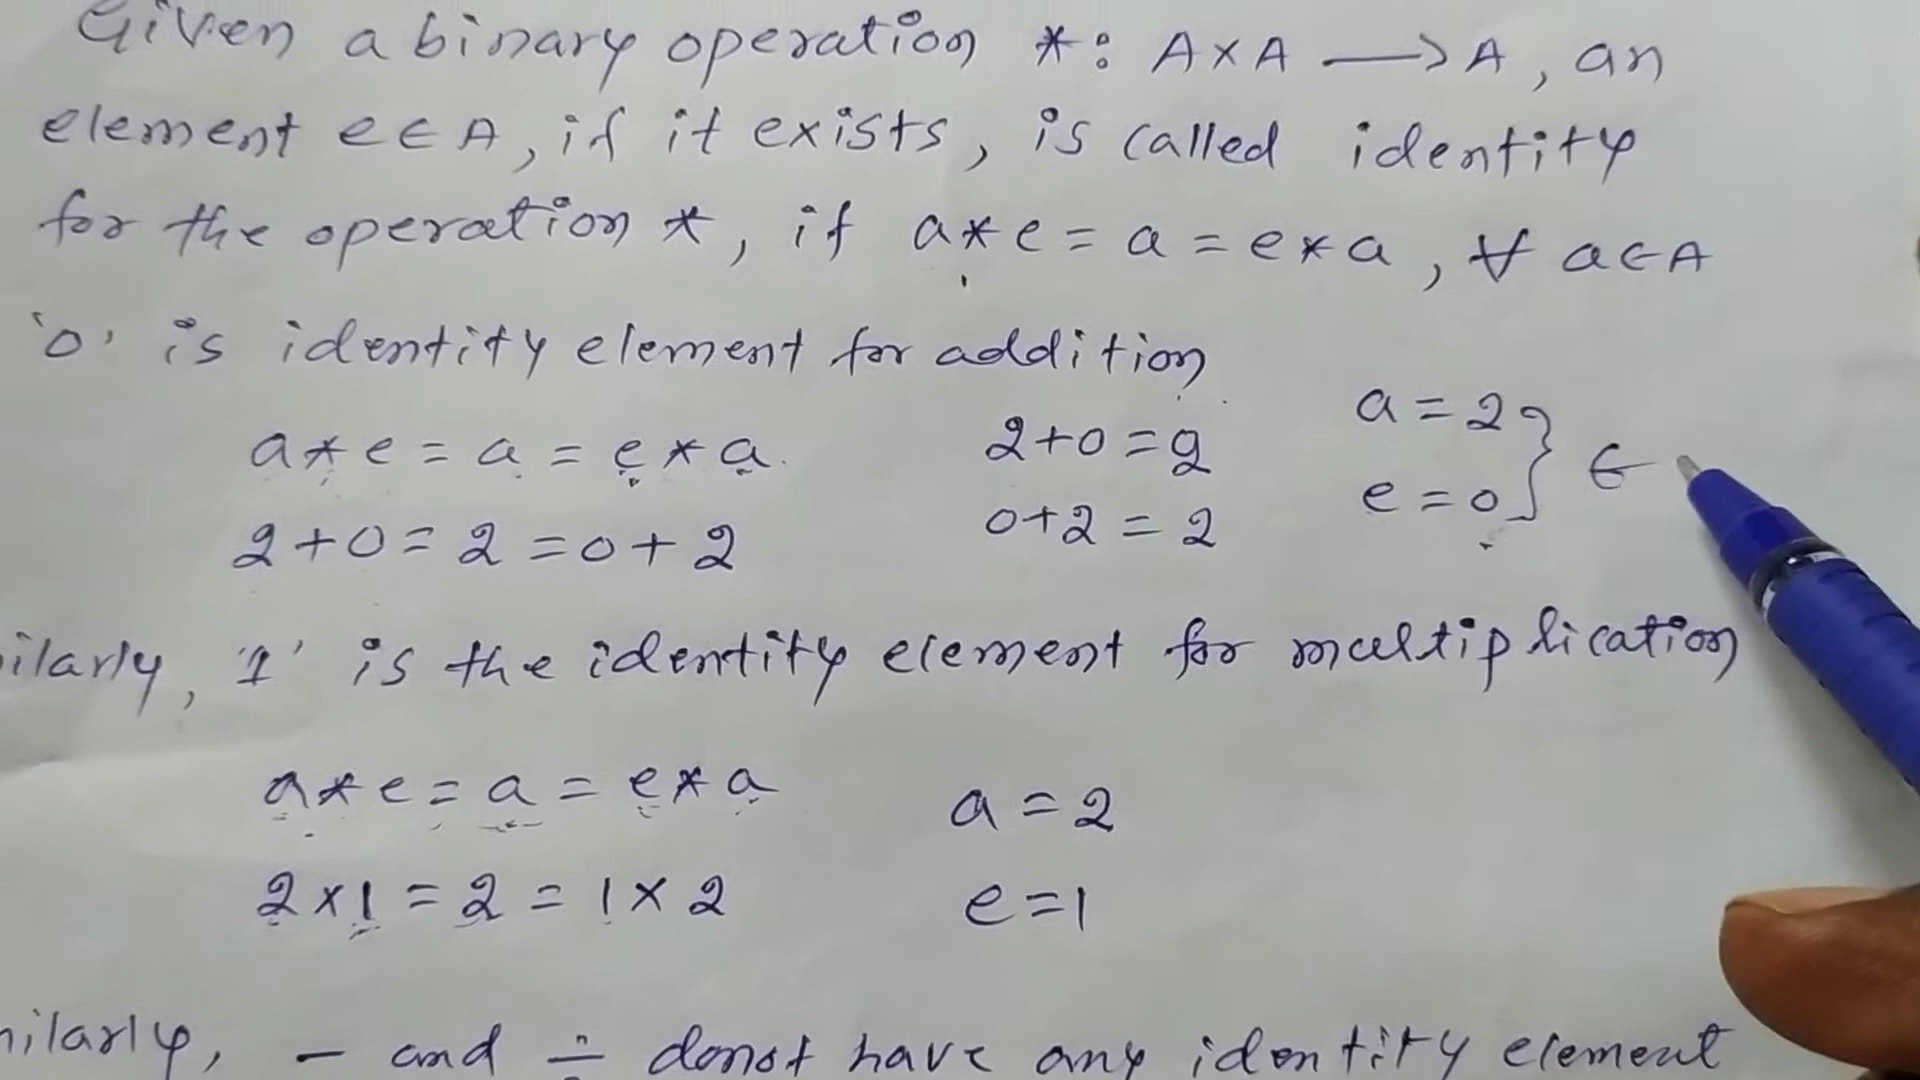 Given a binary operation *: A×A ⟶ A, an
element e∈A, if it exists, is called identity
for the operation *, if a*e = a = e*a, ∀ a∈A
'0' is identity element for addition
a*e = a = e*a
2+0=2
a=2
2+0=2=0+2
0+2=2
e=0
} ∈
ilarly, '1' is the identity element for multiplication
a*e = a = e*a
a=2
2×1=2=1×2
e=1
nilarly, − and ÷ donot have any identity element